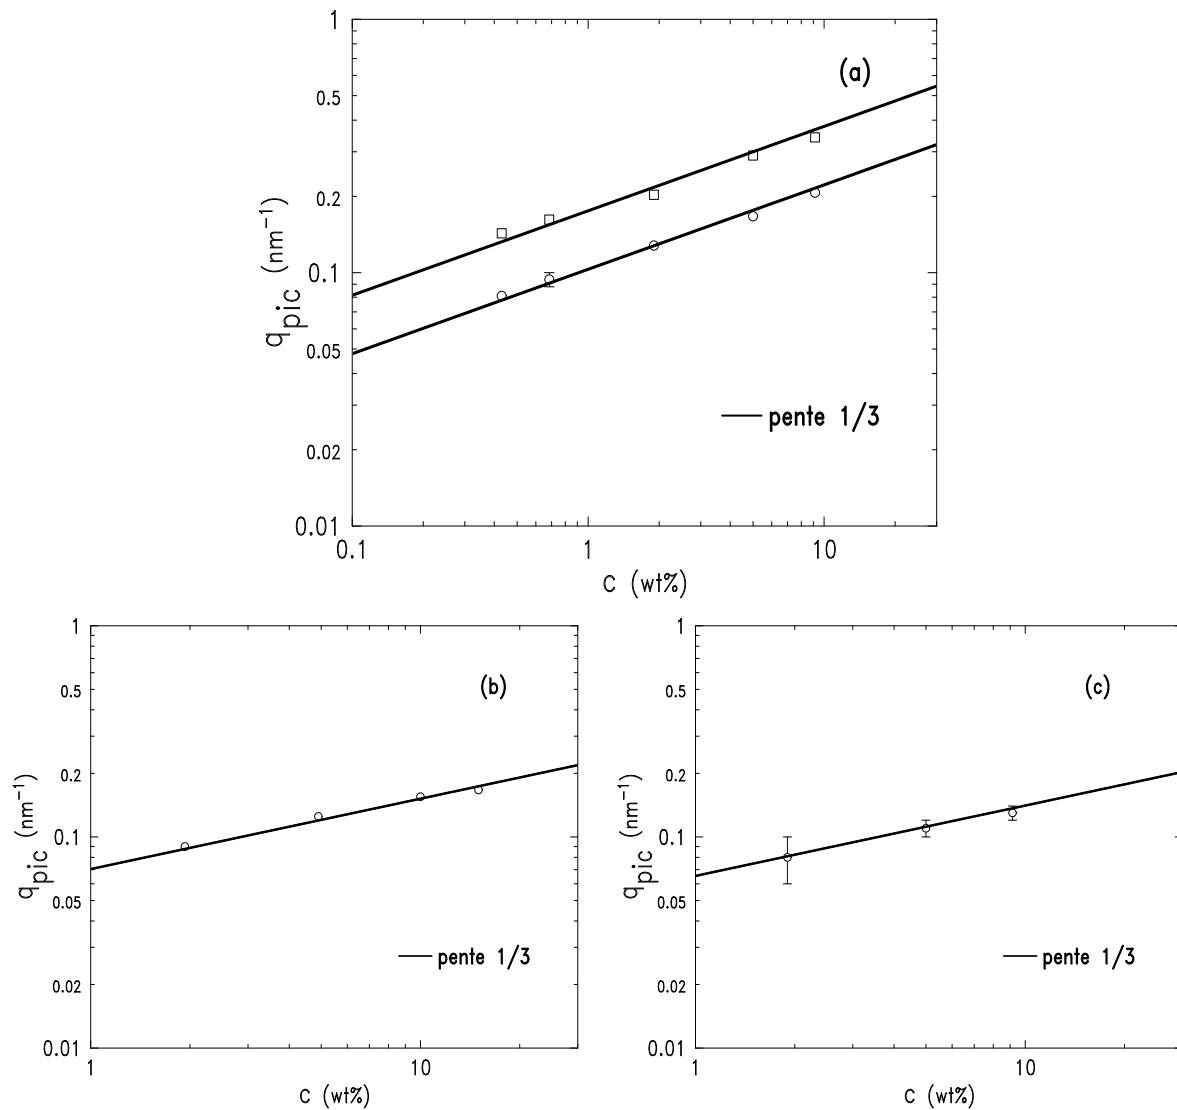 1
(a)
0.5
0.2
q_pic (nm⁻¹)
0.1
0.05
pente 1/3
0.02
0.01
0.1 1 10
c (wt%)
1 1
(b) (c)
0.5 0.5
0.2 0.2
q_pic (nm⁻¹) q_pic (nm⁻¹)
0.1 0.1
0.05 0.05
pente 1/3 pente 1/3
0.02 0.02
0.01 0.01
1 10 1 10
c (wt%) c (wt%)